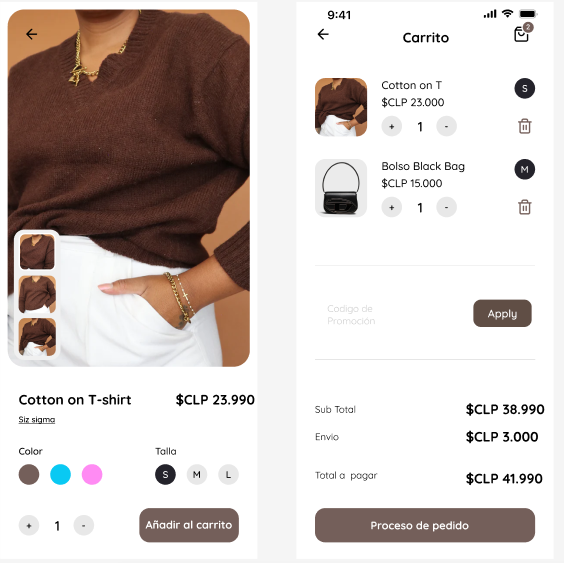 Cotton on T-shirt
$CLP 23.990
Siz sigma
Color
Talla
S
M
L
+
1
-
Añadir al carrito
9:41
Carrito
2
Cotton on T
$CLP 23.000
S
+
1
-
Bolso Black Bag
$CLP 15.000
M
+
1
-
Codigo de
Promoción
Apply
Sub Total
$CLP 38.990
Envio
$CLP 3.000
Total a pagar
$CLP 41.990
Proceso de pedido